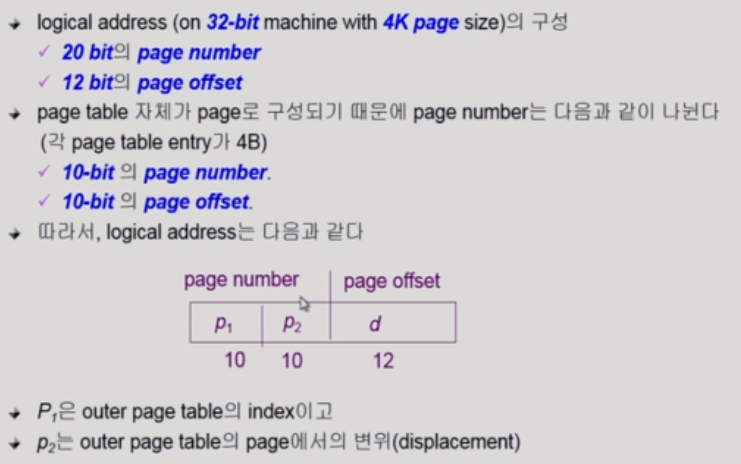 logical address (on 32-bit machine with 4K page size)의 구성
✓ 20 bit의 page number
✓ 12 bit의 page offset
page table 자체가 page로 구성되기 때문에 page number는 다음과 같이 나뉜다
(각 page table entry가 4B)
✓ 10-bit 의 page number.
✓ 10-bit 의 page offset.
따라서, logical address는 다음과 같다
page number page offset
p₁ p₂ d
10 10 12
P₁은 outer page table의 index이고
p₂는 outer page table의 page에서의 변위(displacement)